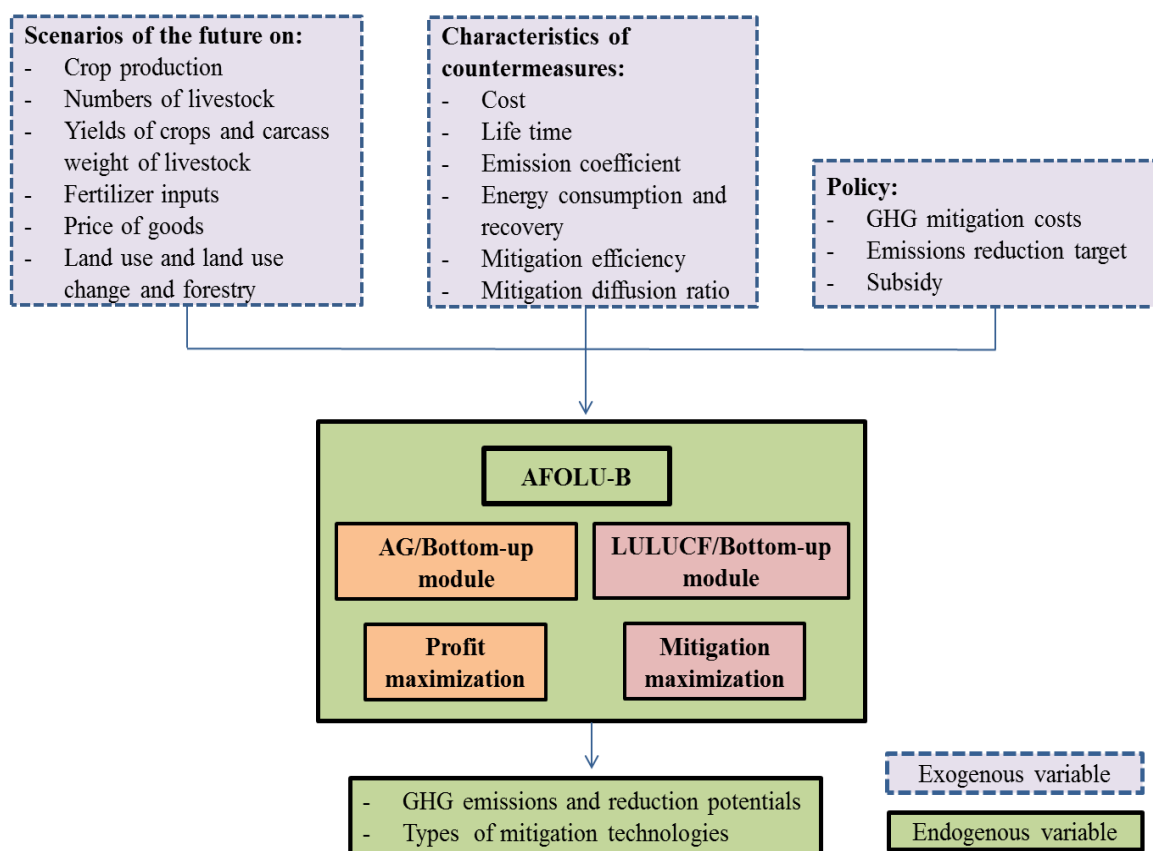 Scenarios of the future on:
- Crop production
- Numbers of livestock
- Yields of crops and carcass
weight of livestock
- Fertilizer inputs
- Price of goods
- Land use and land use
change and forestry
Characteristics of
countermeasures:
- Cost
- Life time
- Emission coefficient
- Energy consumption and
recovery
- Mitigation efficiency
- Mitigation diffusion ratio
Policy:
- GHG mitigation costs
- Emissions reduction target
- Subsidy
AFOLU-B
AG/Bottom-up
module
LULUCF/Bottom-up
module
Profit
maximization
Mitigation
maximization
- GHG emissions and reduction potentials
- Types of mitigation technologies
Exogenous variable
Endogenous variable